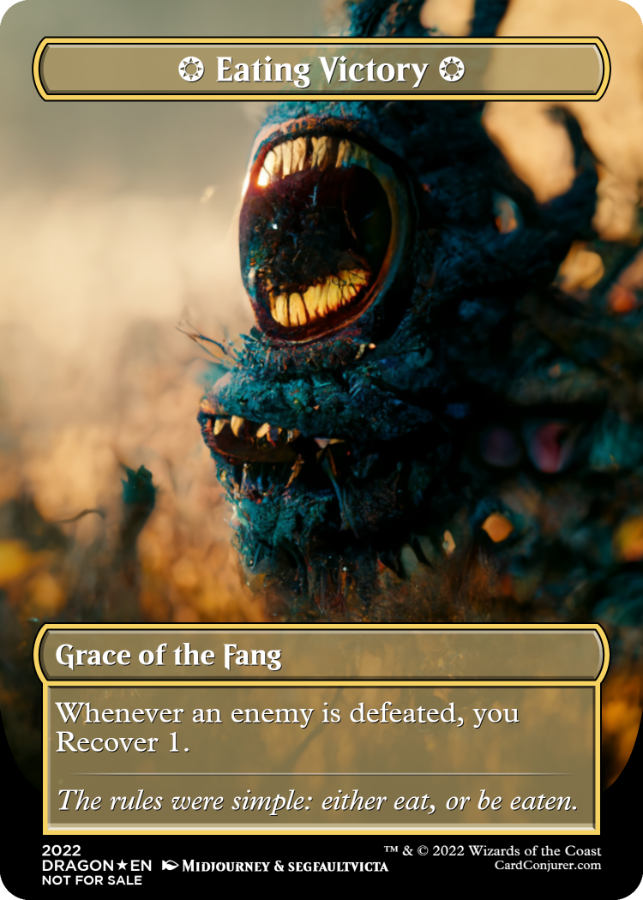 Eating Victory
Grace of the Fang
Whenever an enemy is defeated, you
Recover 1.
The rules were simple: either eat, or be eaten.
2022
™ & © 2022 Wizards of the Coast
DRAGON★EN Midjourney & segfaultvicta
CardConjurer.com
NOT FOR SALE